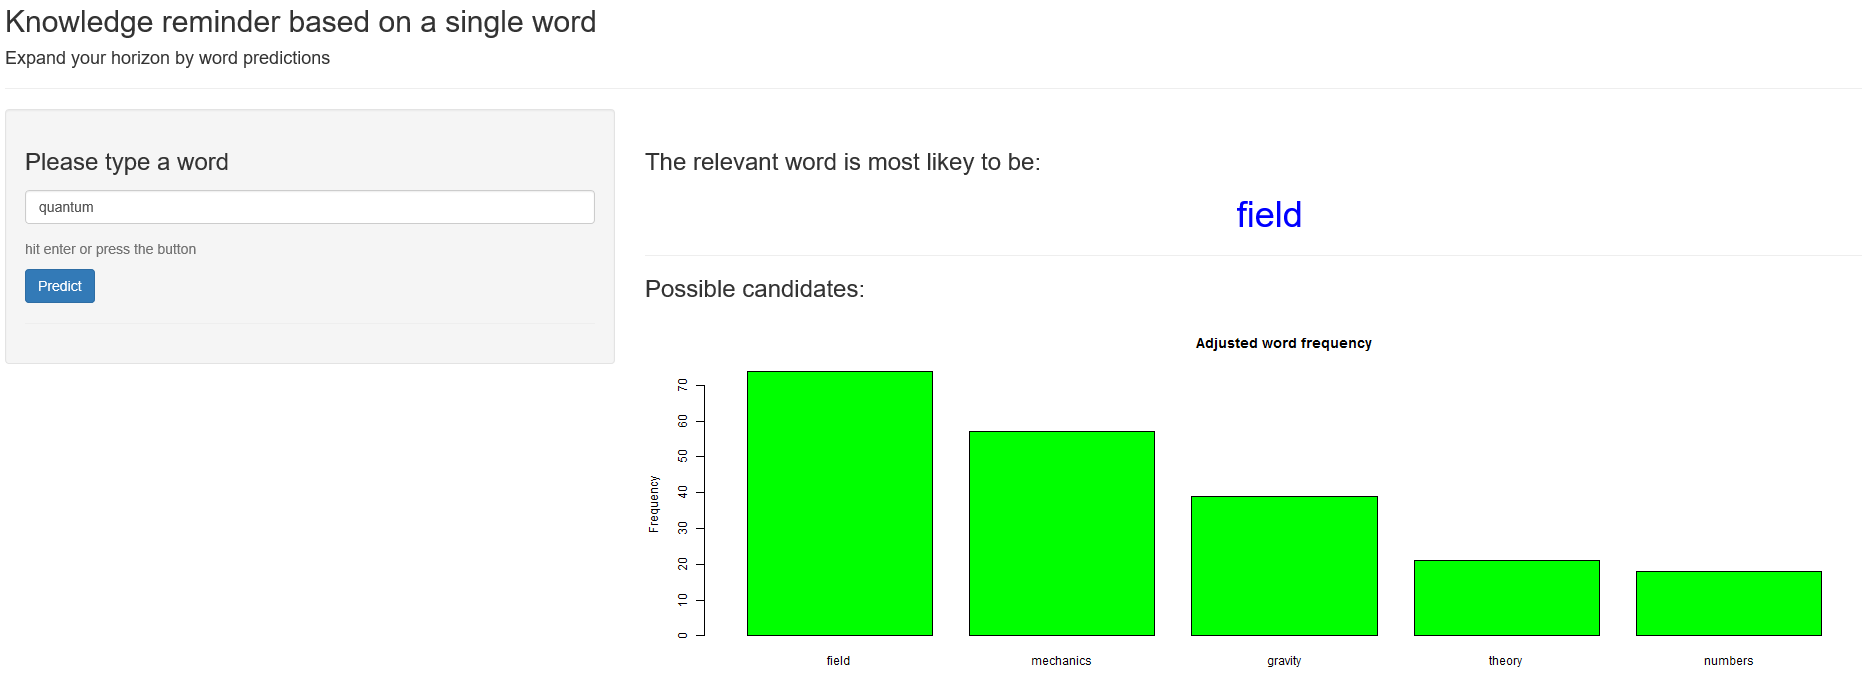 Knowledge reminder based on a single word
Expand your horizon by word predictions
Please type a word
quantum
hit enter or press the button
Predict
The relevant word is most likey to be:
field
Possible candidates:
Adjusted word frequency
Frequency
70
60
50
40
30
20
10
0
field mechanics gravity theory numbers